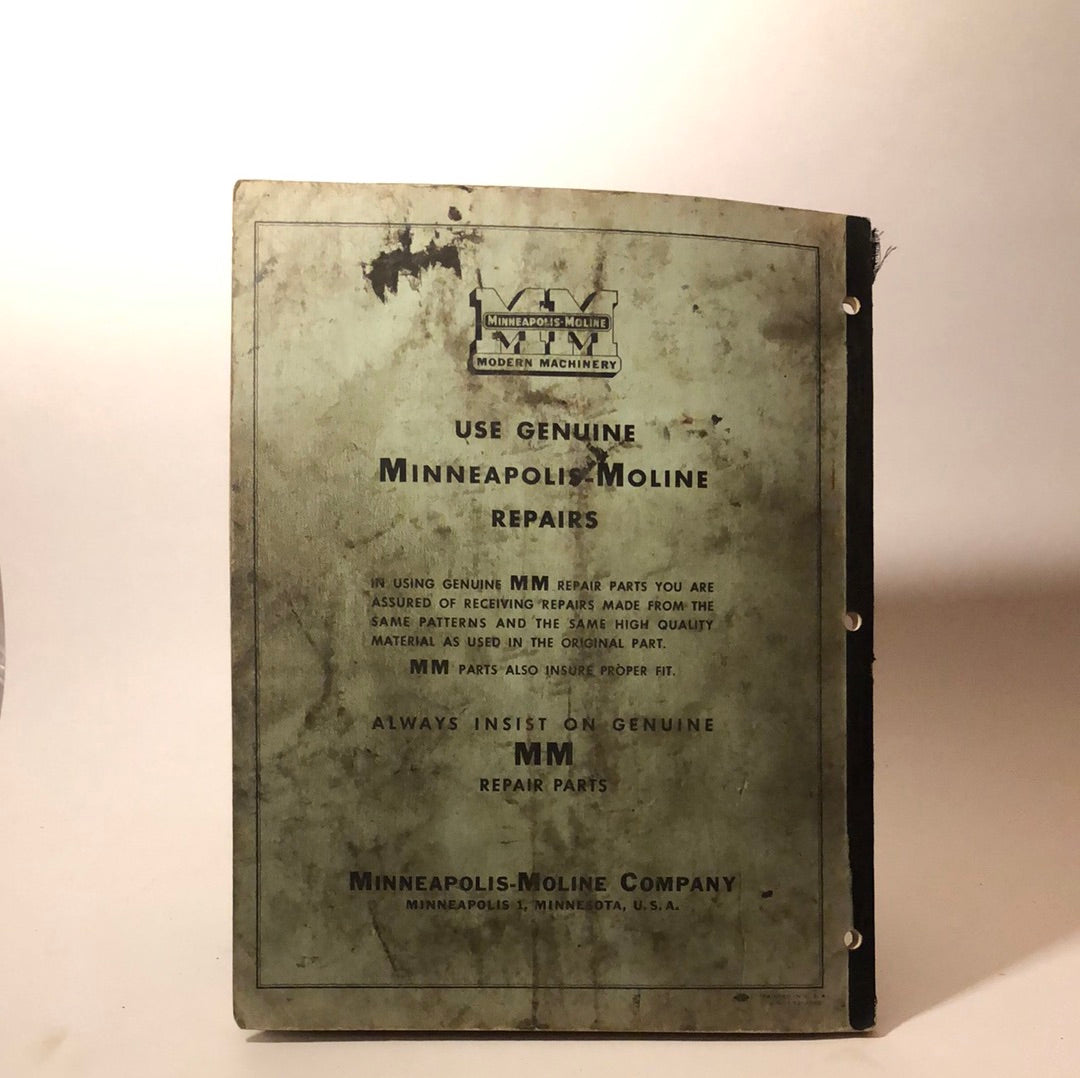 MINNEAPOLIS-MOLINE
MODERN MACHINERY
USE GENUINE
MINNEAPOLIS-MOLINE
REPAIRS
IN USING GENUINE MM REPAIR PARTS YOU ARE
ASSURED OF RECEIVING REPAIRS MADE FROM THE
SAME PATTERNS AND THE SAME HIGH QUALITY
MATERIAL AS USED IN THE ORIGINAL PART.
MM PARTS ALSO INSURE PROPER FIT.
ALWAYS INSIST ON GENUINE
MM
REPAIR PARTS
MINNEAPOLIS-MOLINE COMPANY
MINNEAPOLIS 1, MINNESOTA, U.S.A.